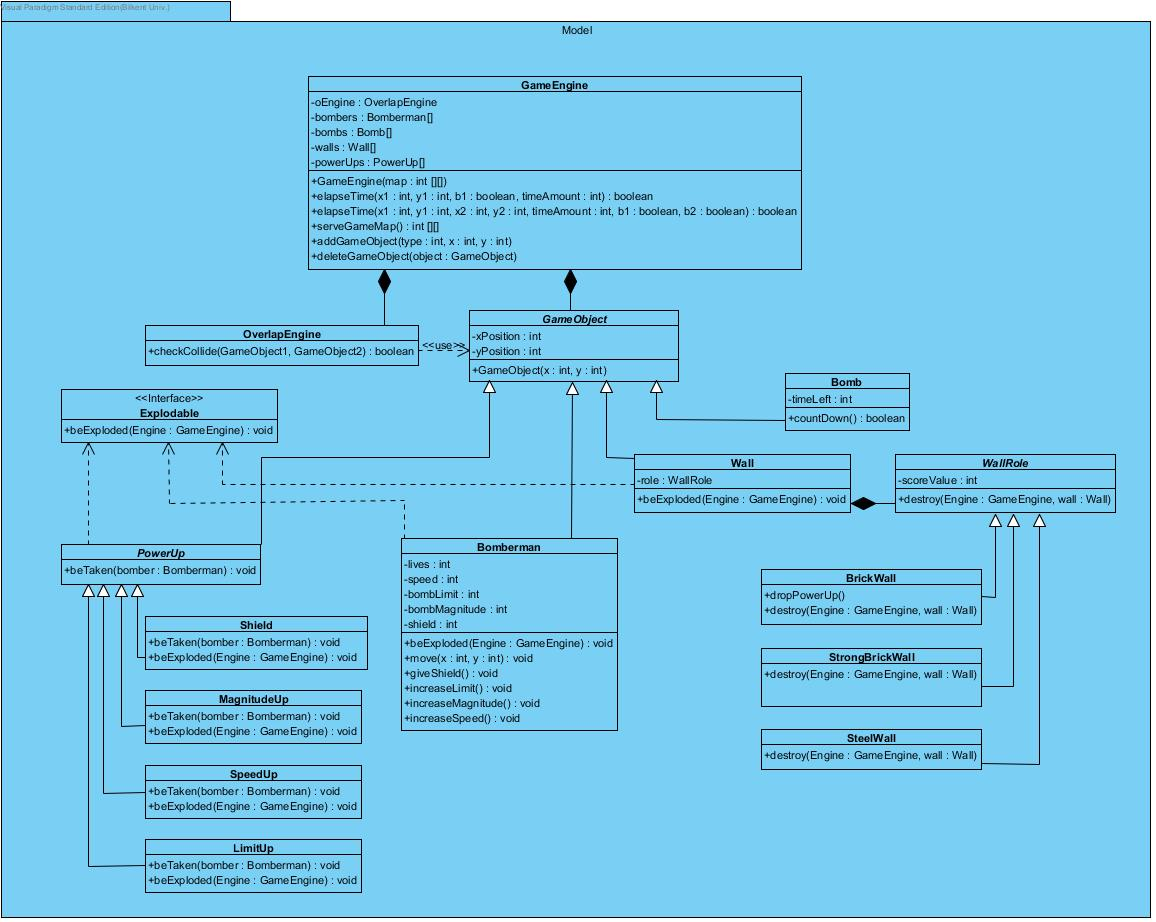 Visual Paradigm Standard Edition(Bilkent Univ.)
Model
GameEngine
-oEngine : OverlapEngine
-bombers : Bomberman[]
-bombs : Bomb[]
-walls : Wall[]
-powerUps : PowerUp[]
+GameEngine(map : int [][])
+elapseTime(x1 : int, y1 : int, b1 : boolean, timeAmount : int) : boolean
+elapseTime(x1 : int, y1 : int, x2 : int, y2 : int, timeAmount : int, b1 : boolean, b2 : boolean) : boolean
+serveGameMap() : int [][]
+addGameObject(type : int, x : int, y : int)
+deleteGameObject(object : GameObject)
OverlapEngine
+checkCollide(GameObject1, GameObject2) : boolean
<<use>>
GameObject
-xPosition : int
-yPosition : int
+GameObject(x : int, y : int)
Bomb
-timeLeft : int
+countDown() : boolean
<<Interface>>
Explodable
+beExploded(Engine : GameEngine) : void
Wall
-role : WallRole
+beExploded(Engine : GameEngine) : void
WallRole
-scoreValue : int
+destroy(Engine : GameEngine, wall : Wall)
PowerUp
+beTaken(bomber : Bomberman) : void
Bomberman
-lives : int
-speed : int
-bombLimit : int
-bombMagnitude : int
-shield : int
+beExploded(Engine : GameEngine) : void
+move(x : int, y : int) : void
+giveShield() : void
+increaseLimit() : void
+increaseMagnitude() : void
+increaseSpeed() : void
BrickWall
+dropPowerUp()
+destroy(Engine : GameEngine, wall : Wall)
StrongBrickWall
+destroy(Engine : GameEngine, wall : Wall)
SteelWall
+destroy(Engine : GameEngine, wall : Wall)
Shield
+beTaken(bomber : Bomberman) : void
+beExploded(Engine : GameEngine) : void
MagnitudeUp
+beTaken(bomber : Bomberman) : void
+beExploded(Engine : GameEngine) : void
SpeedUp
+beTaken(bomber : Bomberman) : void
+beExploded(Engine : GameEngine) : void
LimitUp
+beTaken(bomber : Bomberman) : void
+beExploded(Engine : GameEngine) : void